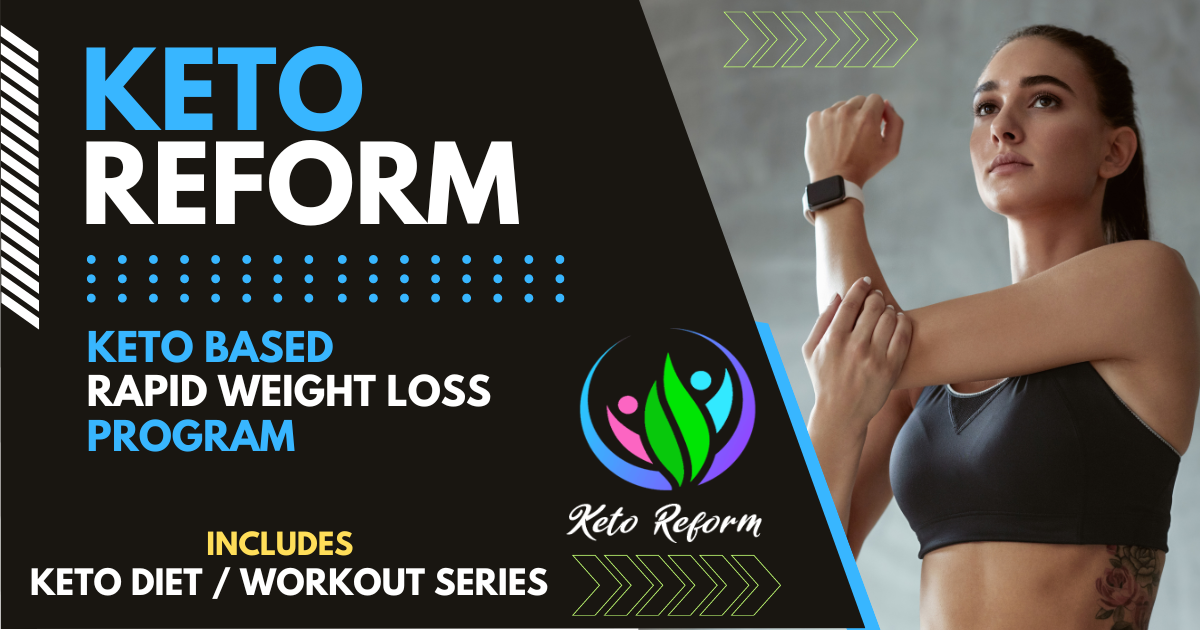 KETO
REFORM
KETO BASED
RAPID WEIGHT LOSS
PROGRAM
Keto Reform
INCLUDES
KETO DIET / WORKOUT SERIES